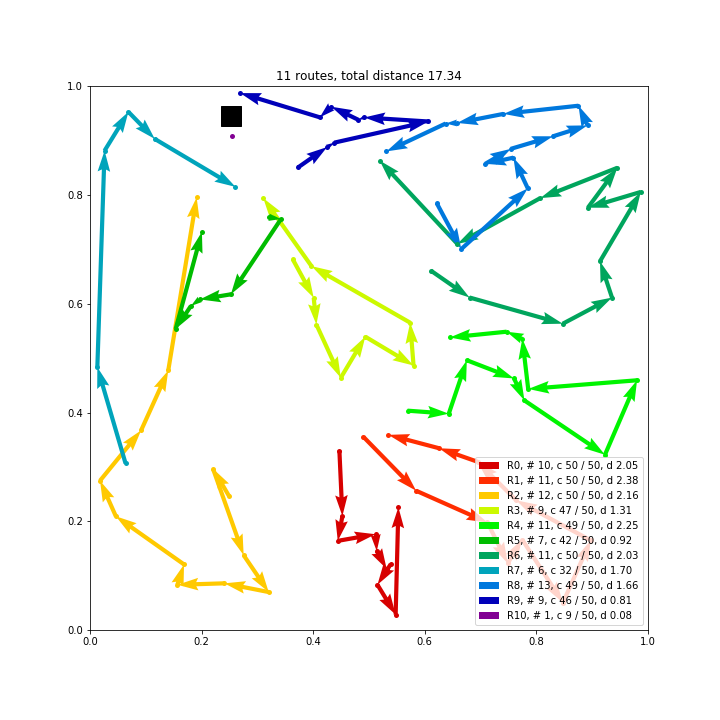 11 routes, total distance 17.34
1.0
0.8
0.6
0.4
0.2
0.0
R0, # 10, c 50 / 50, d 2.05
R1, # 11, c 50 / 50, d 2.38
R2, # 12, c 50 / 50, d 2.16
R3, # 9, c 47 / 50, d 1.31
R4, # 11, c 49 / 50, d 2.25
R5, # 7, c 42 / 50, d 0.92
R6, # 11, c 50 / 50, d 2.03
R7, # 6, c 32 / 50, d 1.70
R8, # 13, c 49 / 50, d 1.66
R9, # 9, c 46 / 50, d 0.81
R10, # 1, c 9 / 50, d 0.08
0.0 0.2 0.4 0.6 0.8 1.0